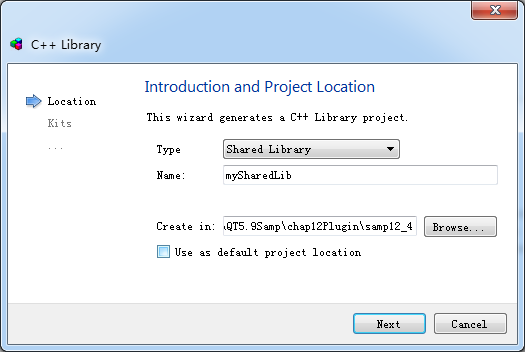 C++ Library
Location
Kits
...
Introduction and Project Location
This wizard generates a C++ Library project.
Type Shared Library
Name: mySharedLib
Create in: \QT5.9Samp\chap12Plugin\samp12_4 Browse...
Use as default project location
Next Cancel